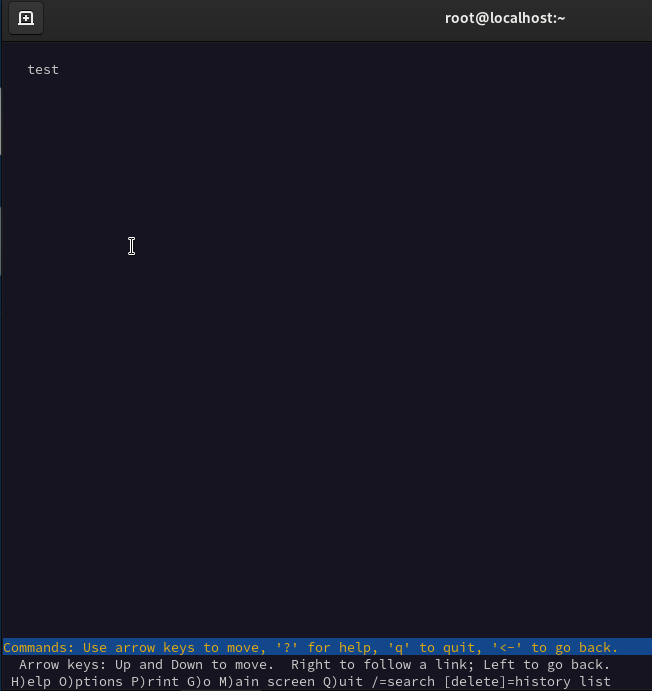 root@localhost:~
test
Commands: Use arrow keys to move, '?' for help, 'q' to quit, '<-' to go back.
Arrow keys: Up and Down to move.  Right to follow a link; Left to go back.
H)elp O)ptions P)rint G)o M)ain screen Q)uit /=search [delete]=history list